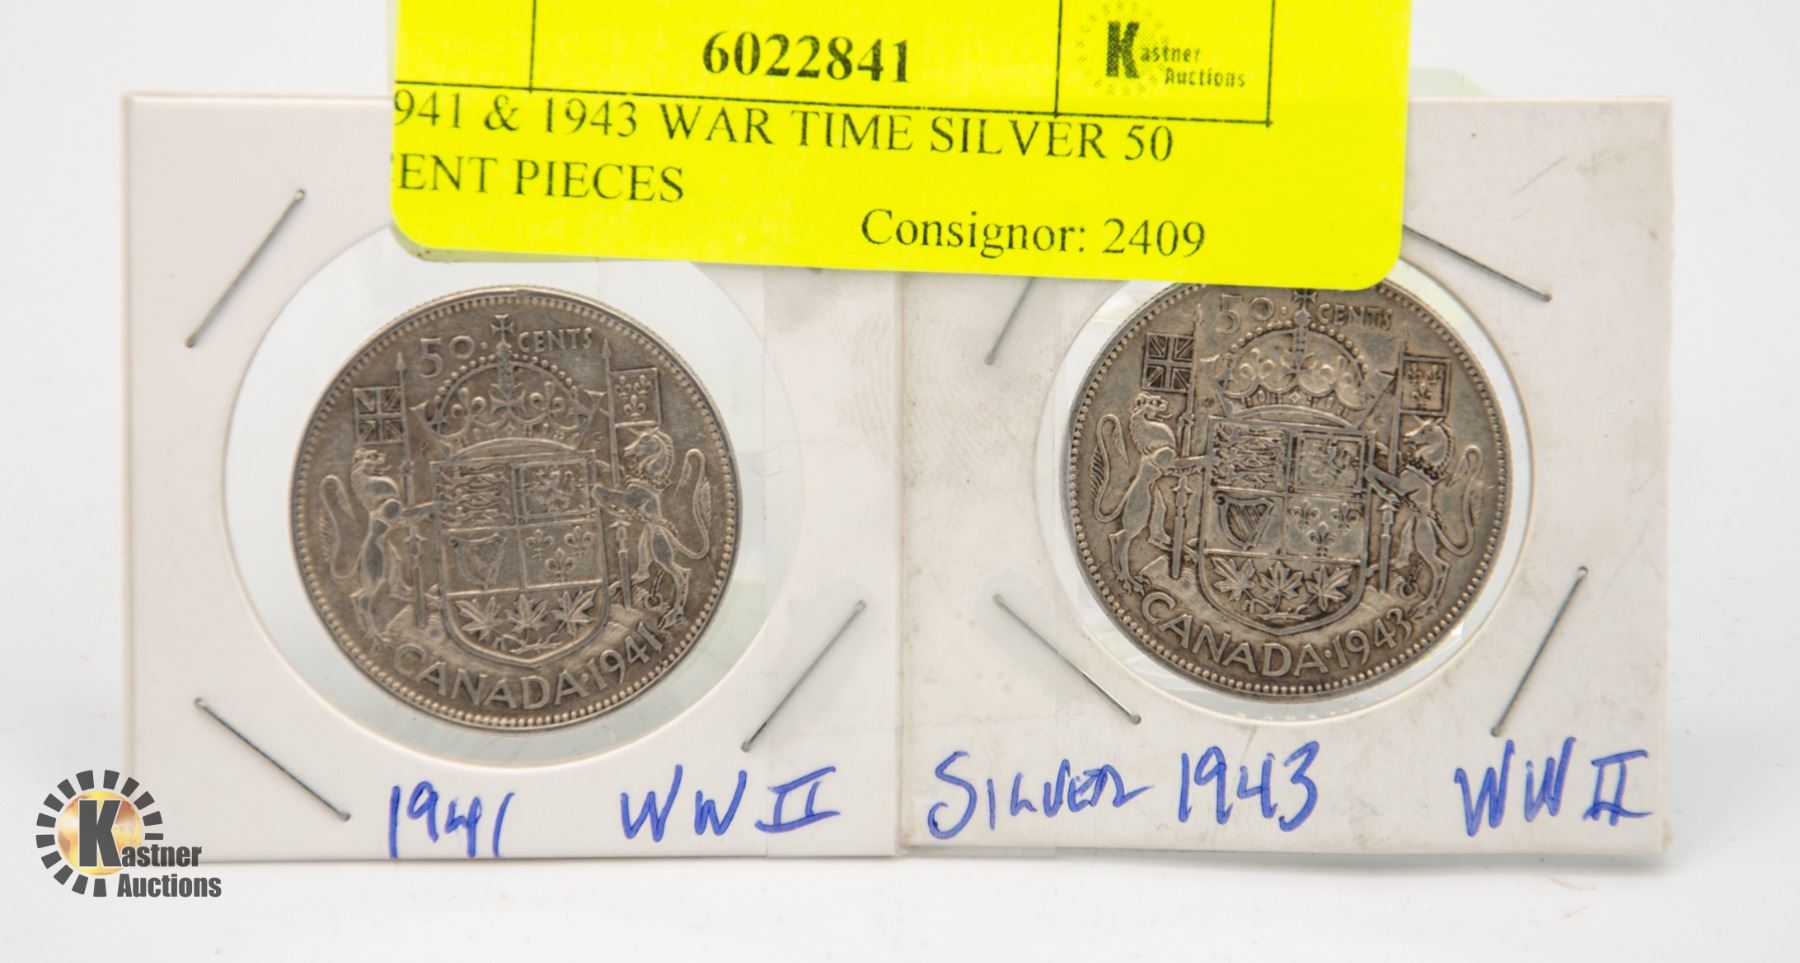 6022841
Kastner
Auctions
941 & 1943 WAR TIME SILVER 50
ENT PIECES
Consignor: 2409
50 · CENTS
CANADA · 1941
50 · CENTS
CANADA · 1943
1941 WW II
SILVER 1943 WW II
Kastner
Auctions